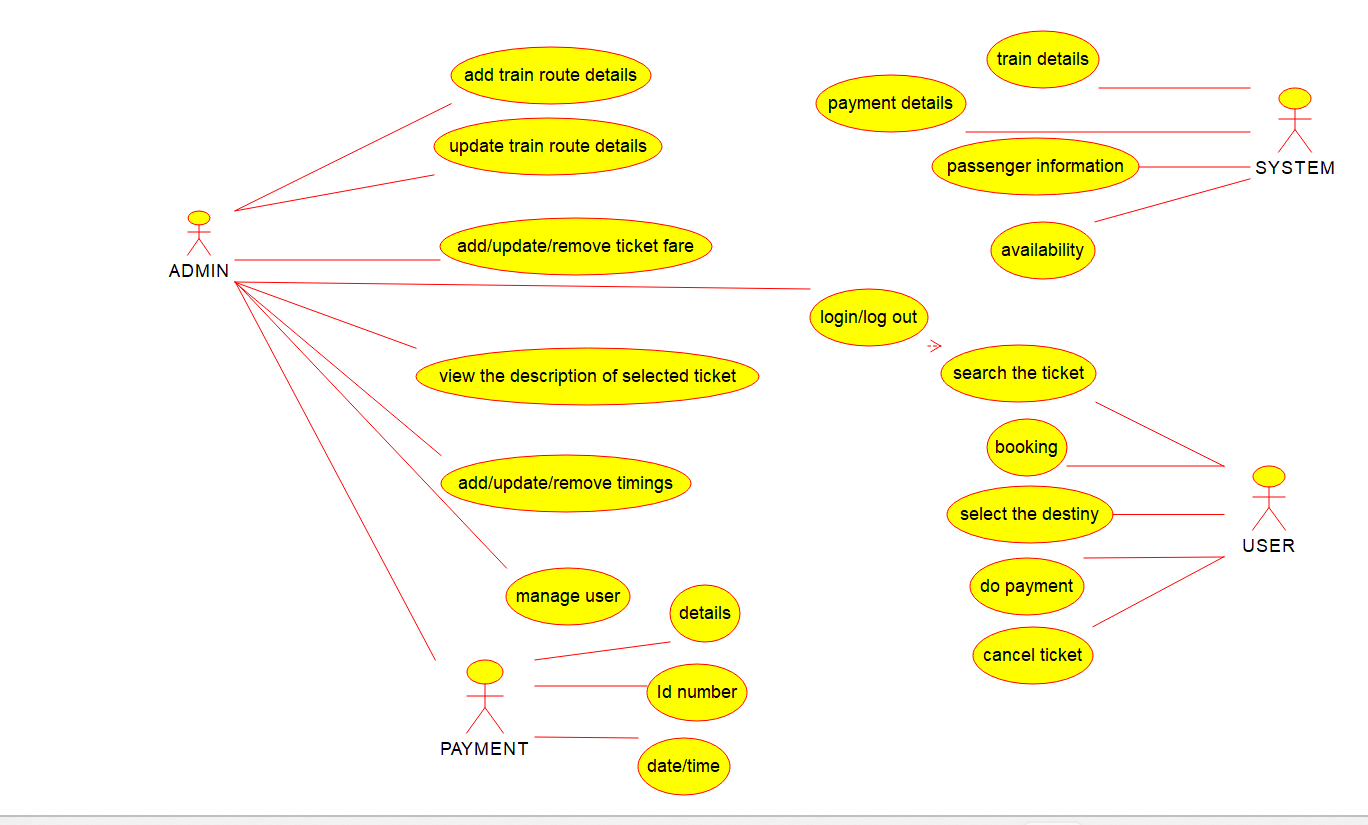 train details
add train route details
payment details
update train route details
passenger information
SYSTEM
add/update/remove ticket fare
availability
ADMIN
login/log out
view the description of selected ticket
search the ticket
booking
add/update/remove timings
select the destiny
USER
do payment
manage user
details
cancel ticket
Id number
PAYMENT
date/time